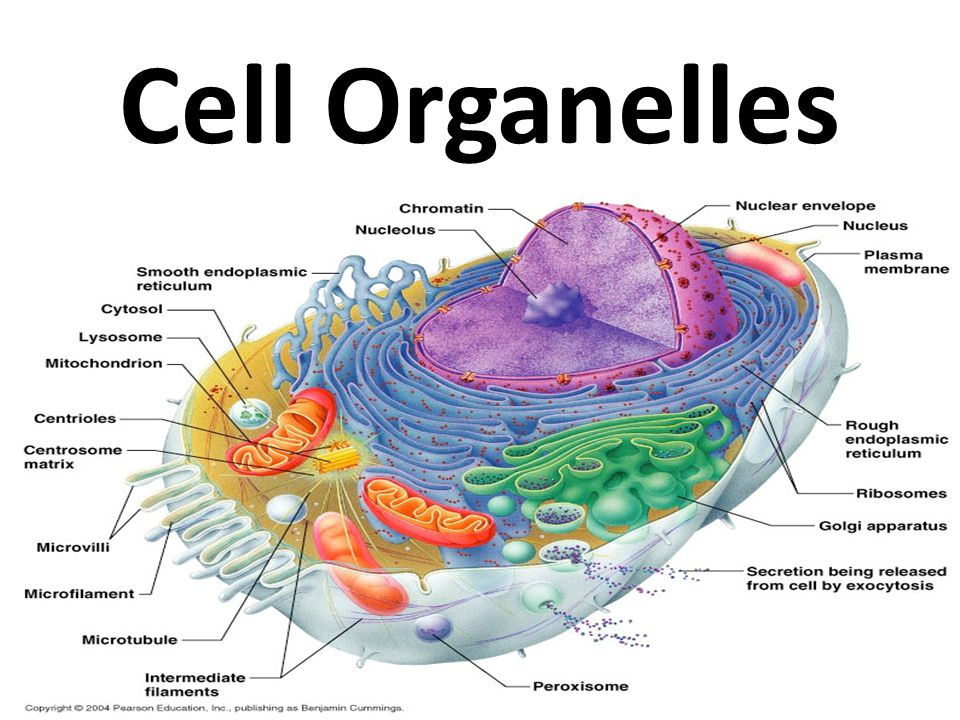 Cell Organelles
Chromatin
Nuclear envelope
Nucleolus
Nucleus
Plasma
membrane
Smooth endoplasmic
reticulum
Cytosol
Lysosome
Mitochondrion
Centrioles
Centrosome
matrix
Rough
endoplasmic
reticulum
Ribosomes
Golgi apparatus
Microvilli
Secretion being released
from cell by exocytosis
Microfilament
Microtubule
Intermediate
filaments
Peroxisome
Copyright © 2004 Pearson Education, Inc., publishing as Benjamin Cummings.